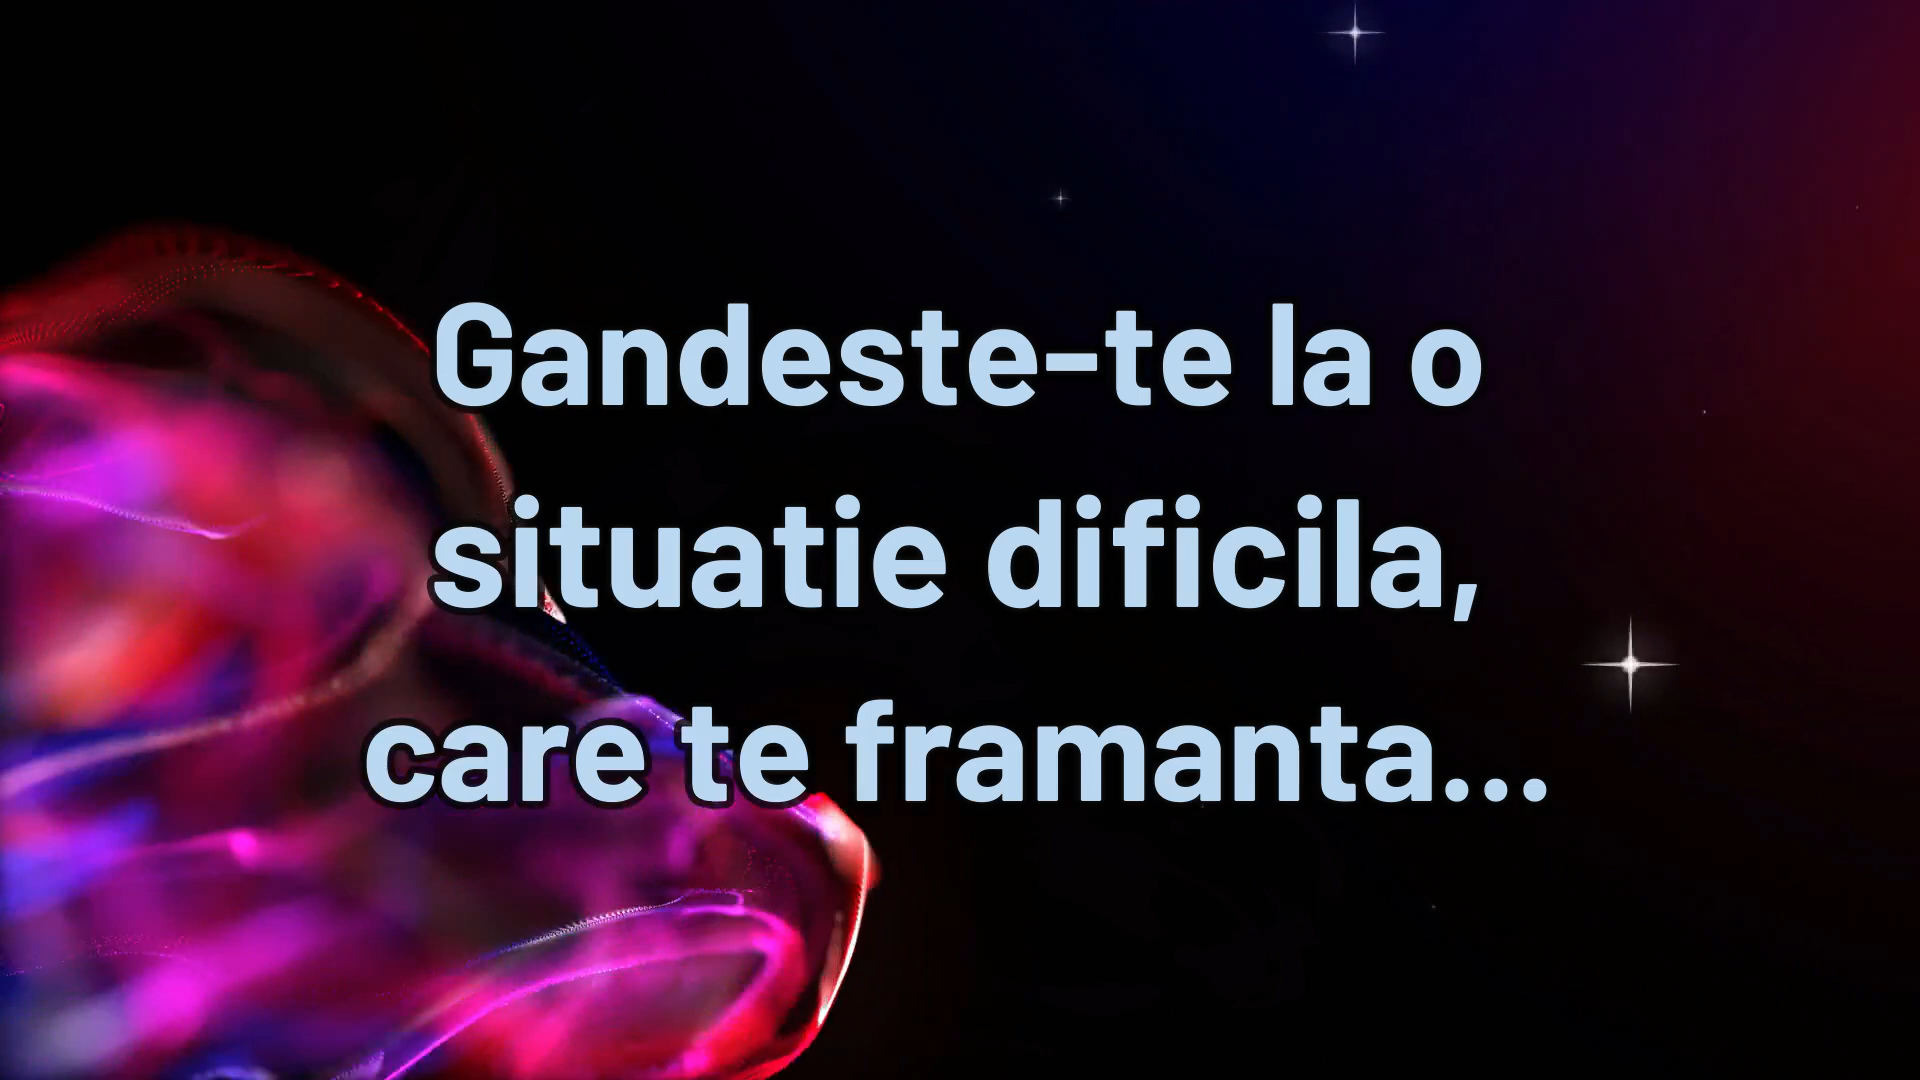 Gandeste-te la o
situatie dificila,
care te framanta...